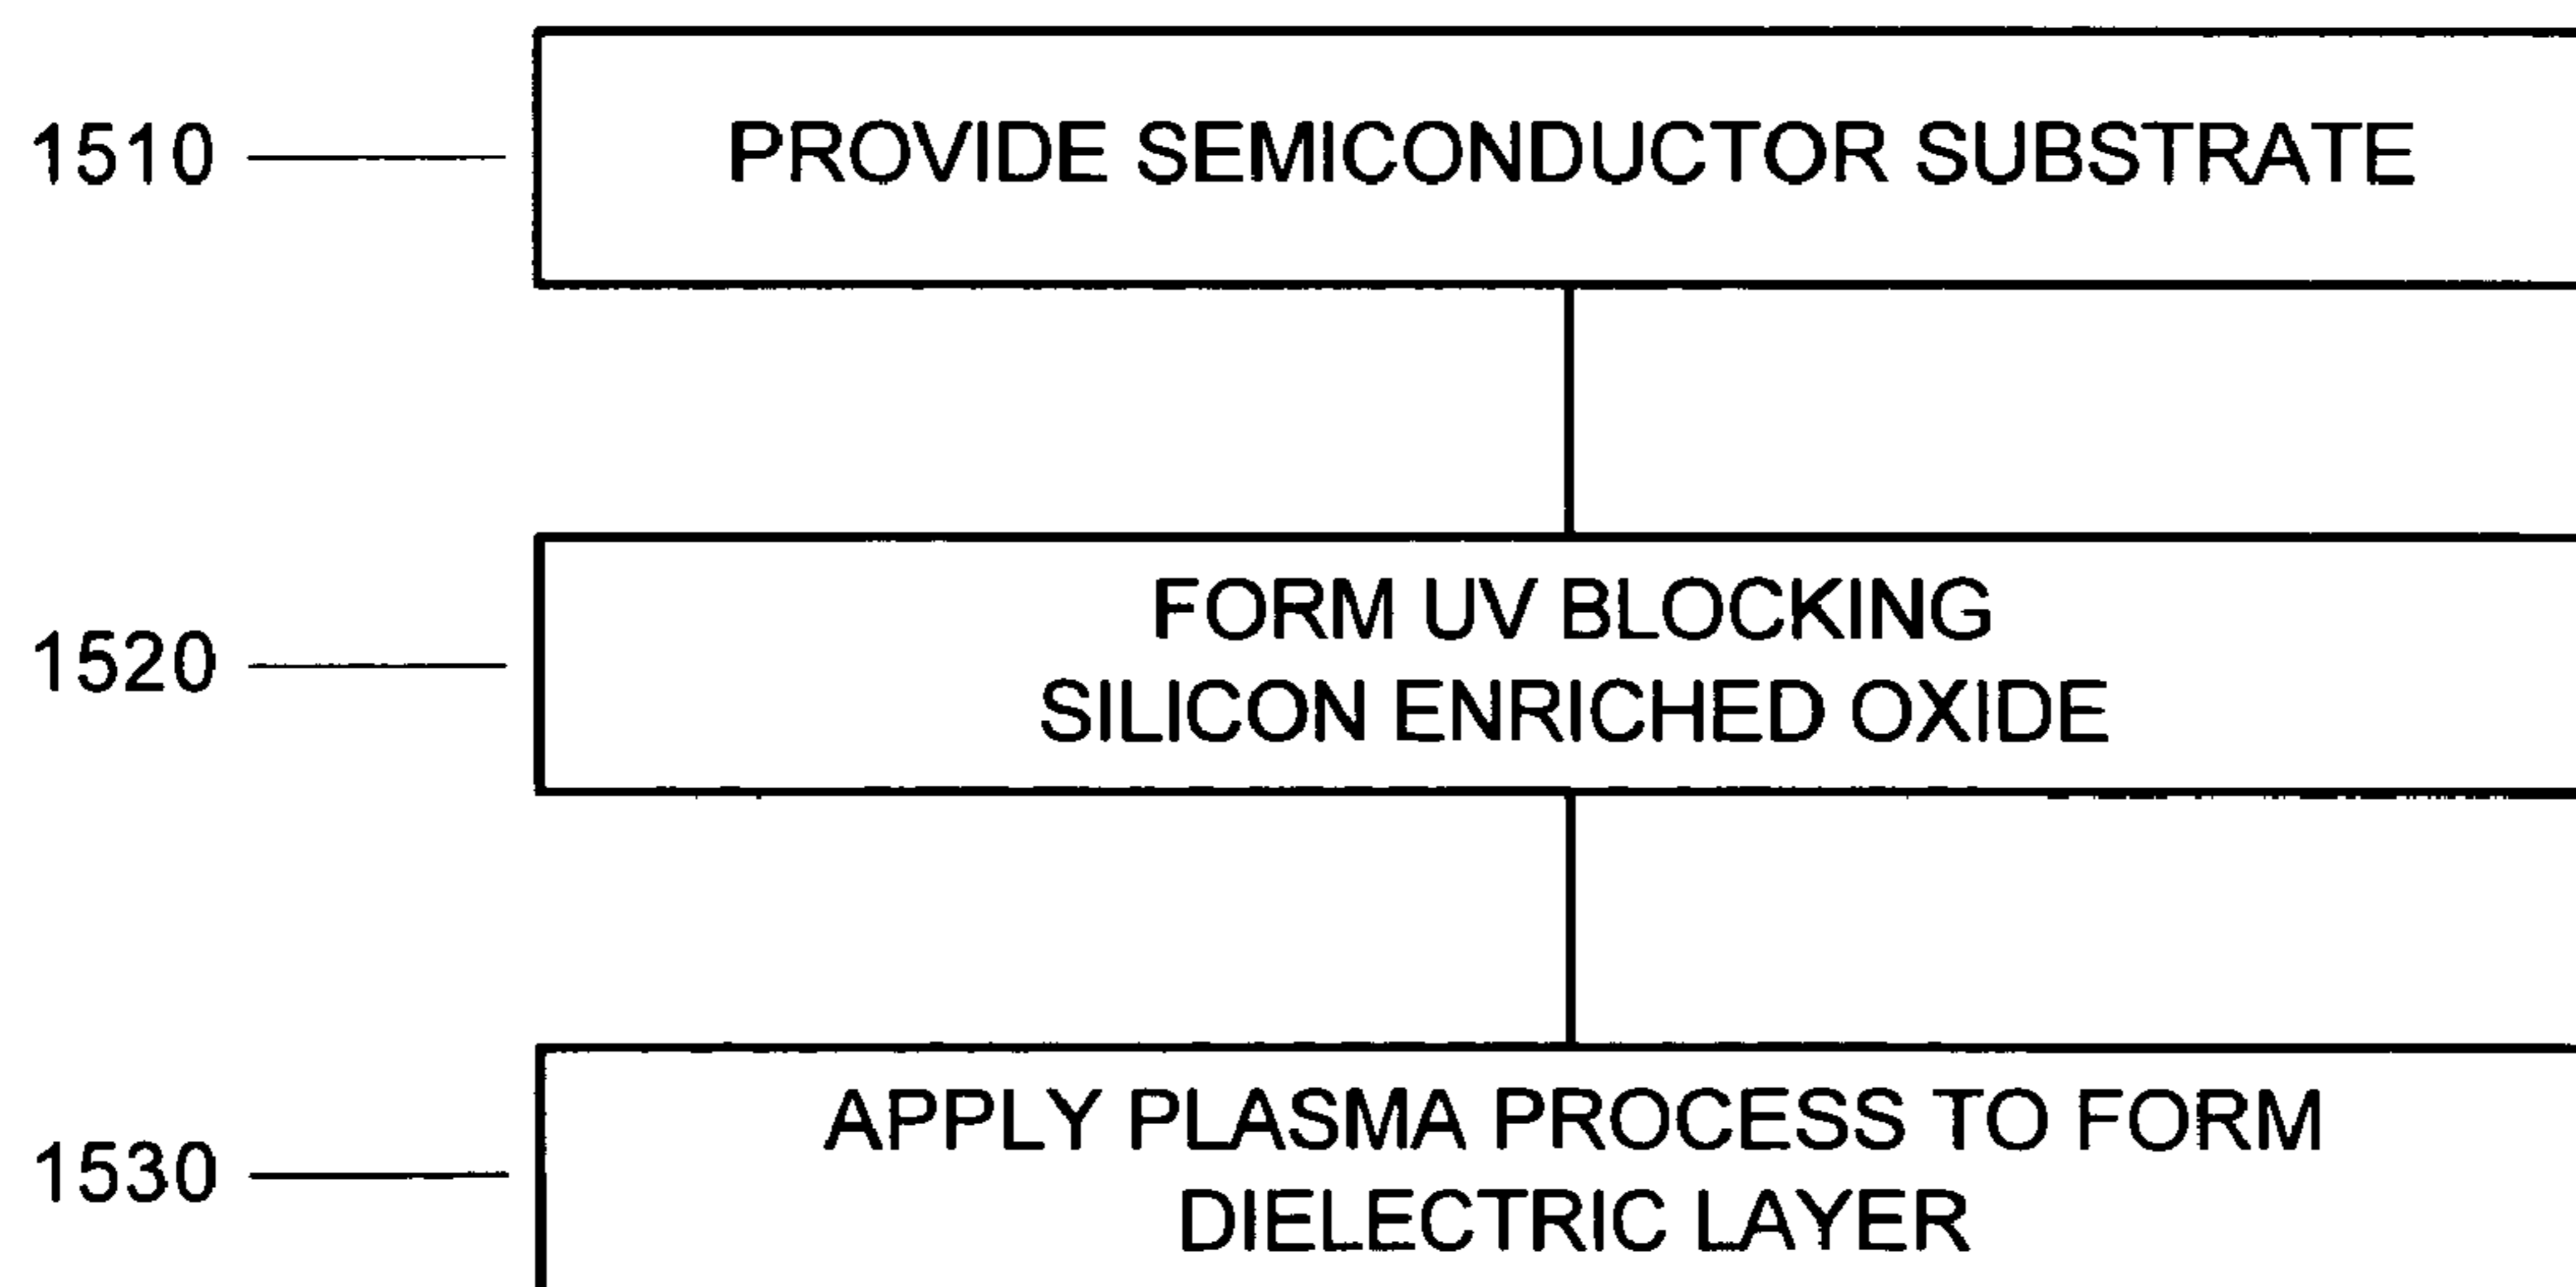 1510
PROVIDE SEMICONDUCTOR SUBSTRATE
1520
FORM UV BLOCKING
SILICON ENRICHED OXIDE
1530
APPLY PLASMA PROCESS TO FORM
DIELECTRIC LAYER